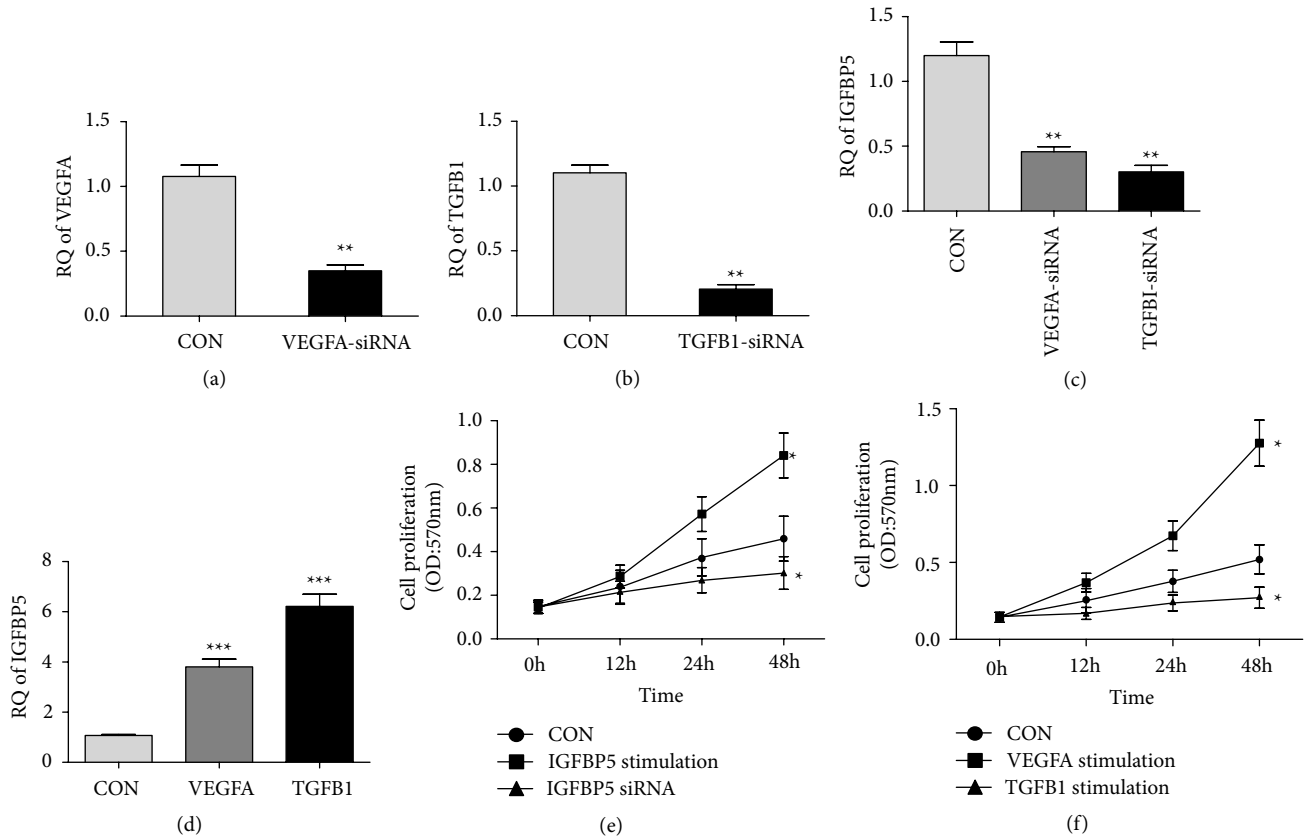 RQ of VEGFA
1.5
1.0
0.5
0.0
**
CON
VEGFA-siRNA
(a)
RQ of TGFB1
1.5
1.0
0.5
0.0
**
CON
TGFB1-siRNA
(b)
RQ of IGFBP5
1.5
1.0
0.5
0.0
**
**
CON
VEGFA-siRNA
TGFBI-siRNA
(c)
RQ of IGFBP5
8
6
4
2
0
***
***
CON
VEGFA
TGFB1
(d)
Cell proliferation
(OD:570nm)
1.0
0.8
0.6
0.4
0.2
0.0
*
*
0h
12h
24h
48h
Time
CON
IGFBP5 stimulation
IGFBP5 siRNA
(e)
Cell proliferation
(OD:570nm)
1.5
1.0
0.5
0.0
*
*
0h
12h
24h
48h
Time
CON
VEGFA stimulation
TGFB1 stimulation
(f)